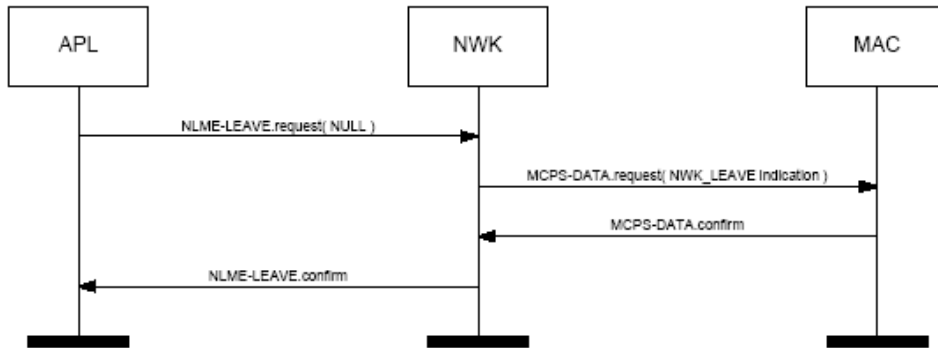 APL
NWK
MAC
NLME-LEAVE.request( NULL )
MCPS-DATA.request( NWK_LEAVE indication )
MCPS-DATA.confirm
NLME-LEAVE.confirm